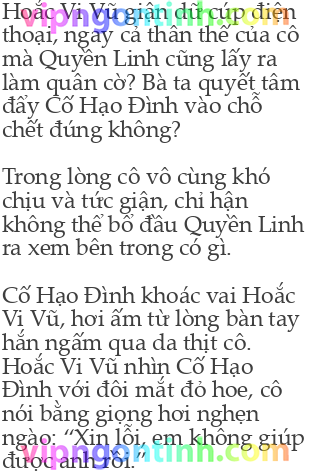 Hoắc Vi Vũ giận dữ cúp điện
vipngontinh.com
thoại, ngay cả thân thế của cô
mà Quyền Linh cũng lấy ra
làm quân cờ? Bà ta quyết tâm
đẩy Cố Hạo Đình vào chỗ
chết đúng không?
Trong lòng cô vô cùng khó
chịu và tức giận, chỉ hận
không thể bổ đầu Quyền Linh
ra xem bên trong có gì.
Cố Hạo Đình khoác vai Hoắc
Vi Vũ, hơi ấm từ lòng bàn tay
hắn ngấm qua da thịt cô.
Hoắc Vi Vũ nhìn Cố Hạo
Đình với đôi mắt đỏ hoe, cô
nói bằng giọng hơi nghẹn
ngào: “Xin lỗi, em không giúp
vipngontinh.com
được anh rồi.”